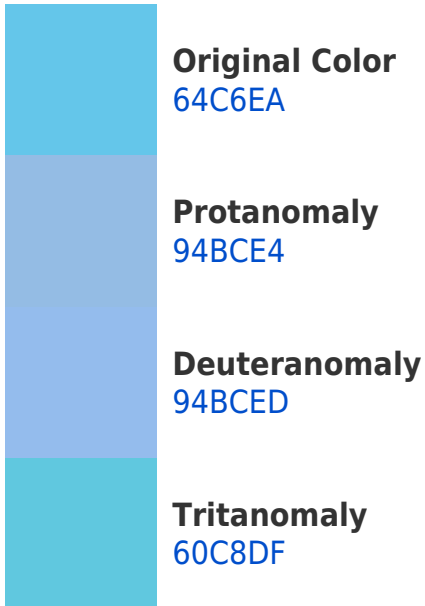 Original Color
64C6EA
Protanomaly
94BCE4
Deuteranomaly
94BCED
Tritanomaly
60C8DF